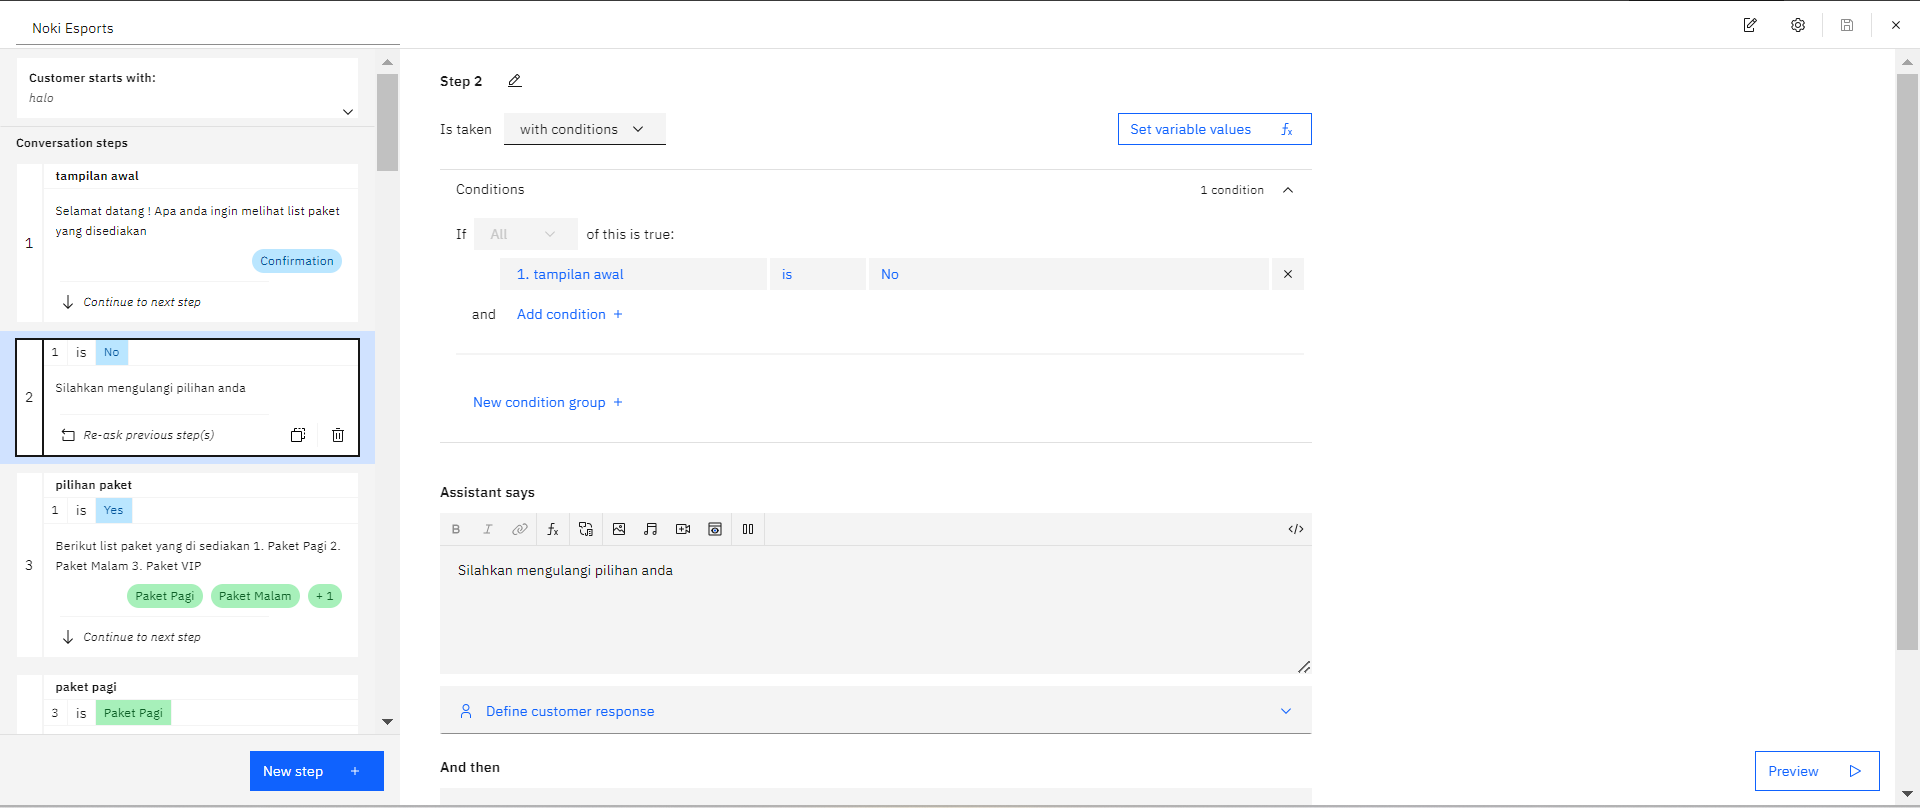 Noki Esports
Customer starts with:
halo
Conversation steps
tampilan awal
1
Selamat datang ! Apa anda ingin melihat list paket
yang disediakan
Confirmation
Continue to next step
2
1 is No
Silahkan mengulangi pilihan anda
Re-ask previous step(s)
pilihan paket
3
1 is Yes
Berikut list paket yang di sediakan 1. Paket Pagi 2.
Paket Malam 3. Paket VIP
Paket Pagi Paket Malam + 1
Continue to next step
paket pagi
3 is Paket Pagi
New step +
Step 2
Is taken with conditions
Set variable values fx
Conditions 1 condition
If All of this is true:
1. tampilan awal is No
and Add condition +
New condition group +
Assistant says
B I fx </>
Silahkan mengulangi pilihan anda
Define customer response
And then
Preview